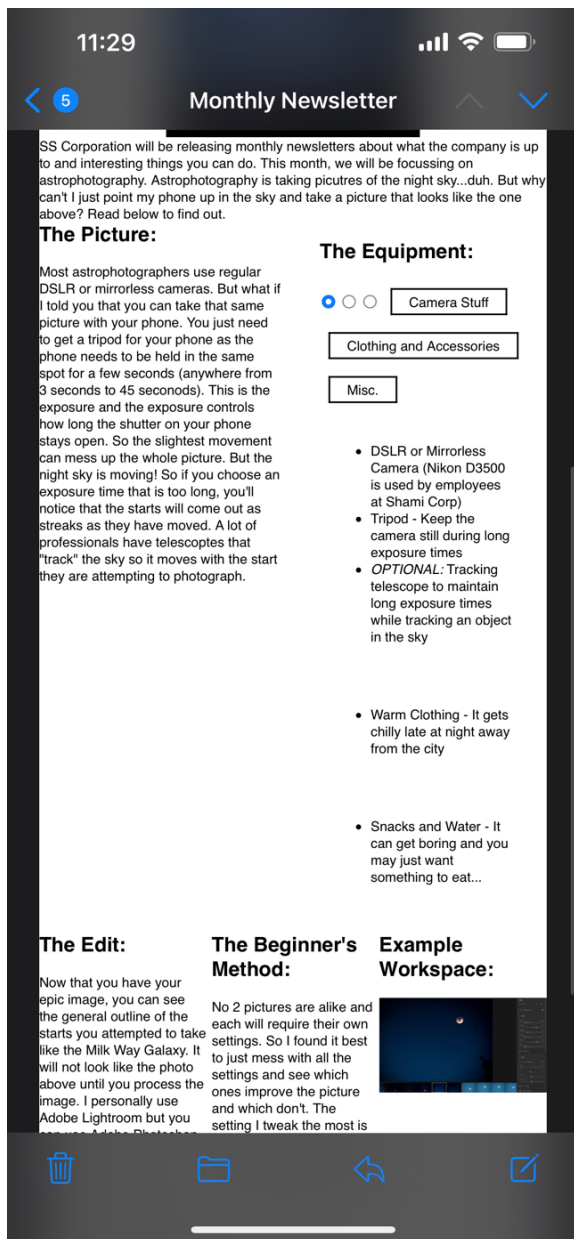 11:29
5
Monthly Newsletter
SS Corporation will be releasing monthly newsletters about what the company is up
to and interesting things you can do. This month, we will be focussing on
astrophotography. Astrophotography is taking picutres of the night sky...duh. But why
can't I just point my phone up in the sky and take a picture that looks like the one
above? Read below to find out.
The Picture:
Most astrophotographers use regular
DSLR or mirrorless cameras. But what if
I told you that you can take that same
picture with your phone. You just need
to get a tripod for your phone as the
phone needs to be held in the same
spot for a few seconds (anywhere from
3 seconds to 45 seconods). This is the
exposure and the exposure controls
how long the shutter on your phone
stays open. So the slightest movement
can mess up the whole picture. But the
night sky is moving! So if you choose an
exposure time that is too long, you'll
notice that the starts will come out as
streaks as they have moved. A lot of
professionals have telescoptes that
"track" the sky so it moves with the start
they are attempting to photograph.
The Equipment:
Camera Stuff
Clothing and Accessories
Misc.
• DSLR or Mirrorless
Camera (Nikon D3500
is used by employees
at Shami Corp)
• Tripod - Keep the
camera still during long
exposure times
• OPTIONAL: Tracking
telescope to maintain
long exposure times
while tracking an object
in the sky
• Warm Clothing - It gets
chilly late at night away
from the city
• Snacks and Water - It
can get boring and you
may just want
something to eat...
The Edit:
Now that you have your
epic image, you can see
the general outline of the
starts you attempted to take
like the Milk Way Galaxy. It
will not look like the photo
above until you process the
image. I personally use
Adobe Lightroom but you
can use Adobe Photoshop
The Beginner's
Method:
No 2 pictures are alike and
each will require their own
settings. So I found it best
to just mess with all the
settings and see which
ones improve the picture
and which don't. The
setting I tweak the most is
Example
Workspace: